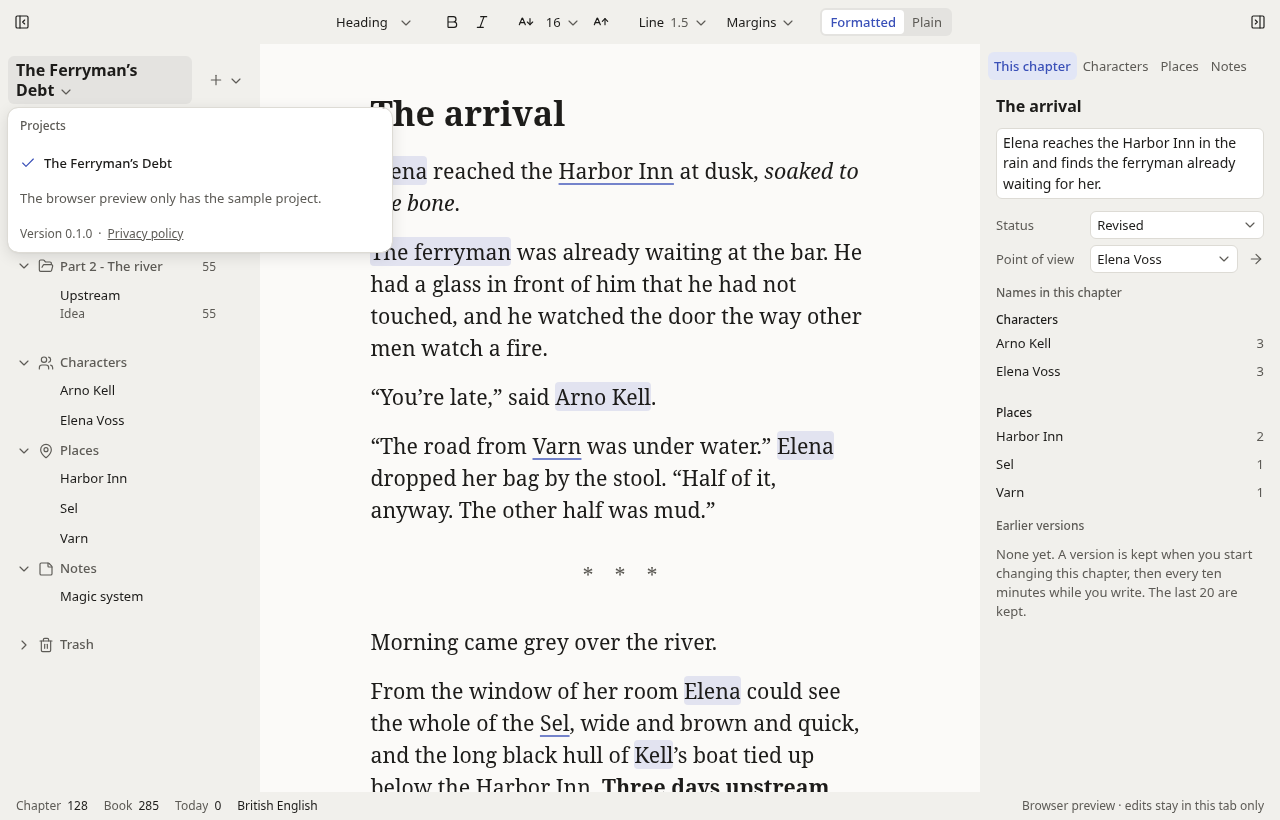 Heading
B I
16
Line 1.5
Margins
Formatted
Plain
The Ferryman’s
Debt
Projects
The Ferryman’s Debt
The browser preview only has the sample project.
Version 0.1.0 · Privacy policy
Part 2 - The river 55
Upstream
Idea 55
Characters
Arno Kell
Elena Voss
Places
Harbor Inn
Sel
Varn
Notes
Magic system
Trash
The arrival
ena reached the Harbor Inn at dusk, soaked to
e bone.
The ferryman was already waiting at the bar. He
had a glass in front of him that he had not
touched, and he watched the door the way other
men watch a fire.
“You’re late,” said Arno Kell.
“The road from Varn was under water.” Elena
dropped her bag by the stool. “Half of it,
anyway. The other half was mud.”
* * *
Morning came grey over the river.
From the window of her room Elena could see
the whole of the Sel, wide and brown and quick,
and the long black hull of Kell’s boat tied up
below the Harbor Inn. Three days upstream
This chapter
Characters
Places
Notes
The arrival
Elena reaches the Harbor Inn in the
rain and finds the ferryman already
waiting for her.
Status Revised
Point of view Elena Voss
Names in this chapter
Characters
Arno Kell 3
Elena Voss 3
Places
Harbor Inn 2
Sel 1
Varn 1
Earlier versions
None yet. A version is kept when you start
changing this chapter, then every ten
minutes while you write. The last 20 are
kept.
Chapter 128 Book 285 Today 0 British English
Browser preview · edits stay in this tab only